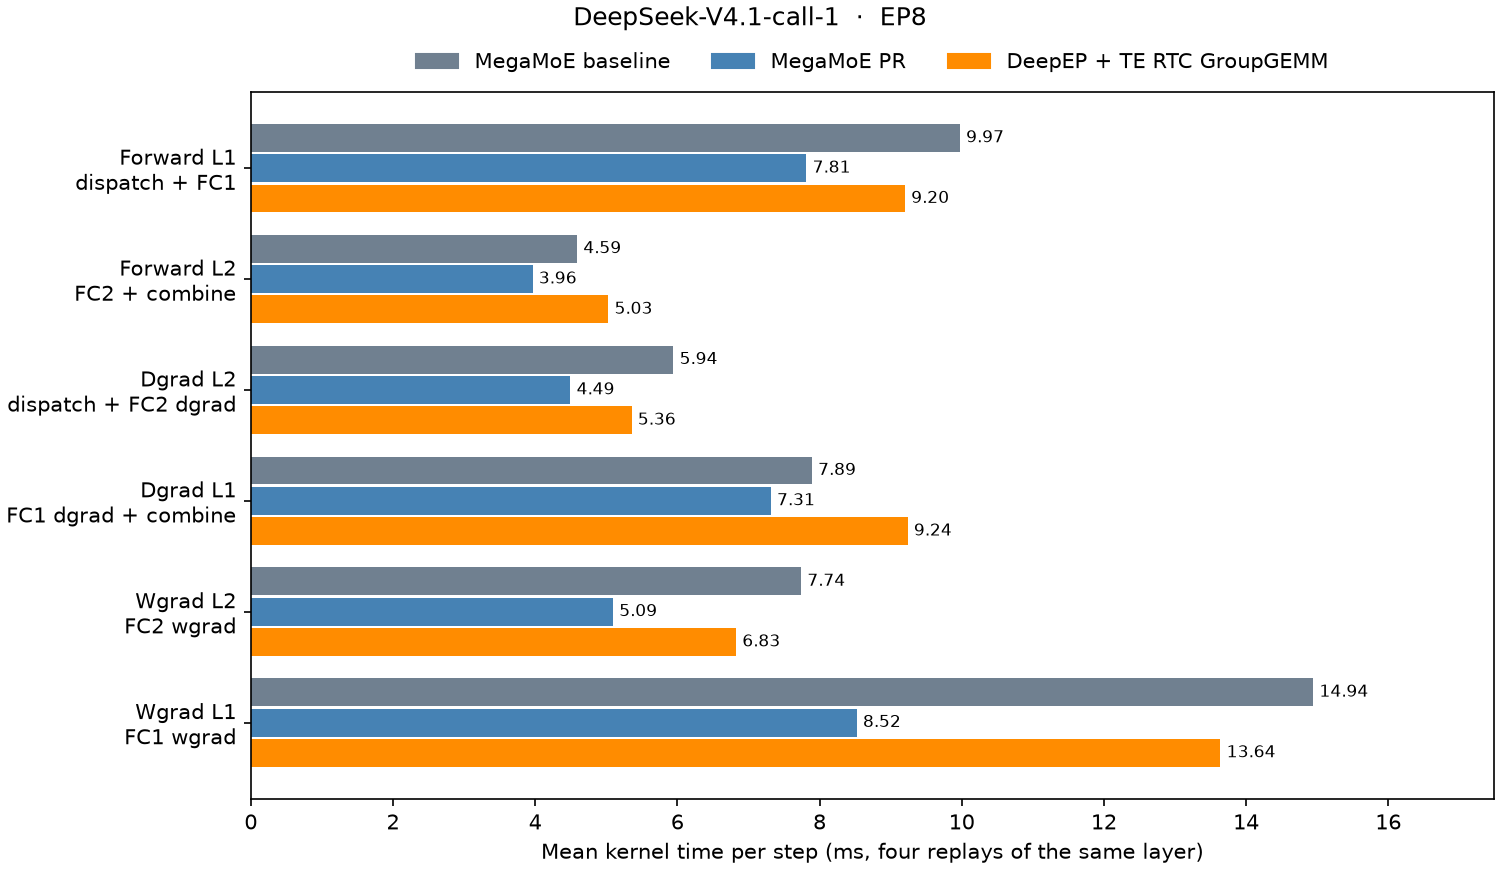 DeepSeek-V4.1-call-1 · EP8
MegaMoE baseline
MegaMoE PR
DeepEP + TE RTC GroupGEMM
Forward L1
dispatch + FC1
9.97
7.81
9.20
Forward L2
FC2 + combine
4.59
3.96
5.03
Dgrad L2
dispatch + FC2 dgrad
5.94
4.49
5.36
Dgrad L1
FC1 dgrad + combine
7.89
7.31
9.24
Wgrad L2
FC2 wgrad
7.74
5.09
6.83
Wgrad L1
FC1 wgrad
14.94
8.52
13.64
0 2 4 6 8 10 12 14 16
Mean kernel time per step (ms, four replays of the same layer)